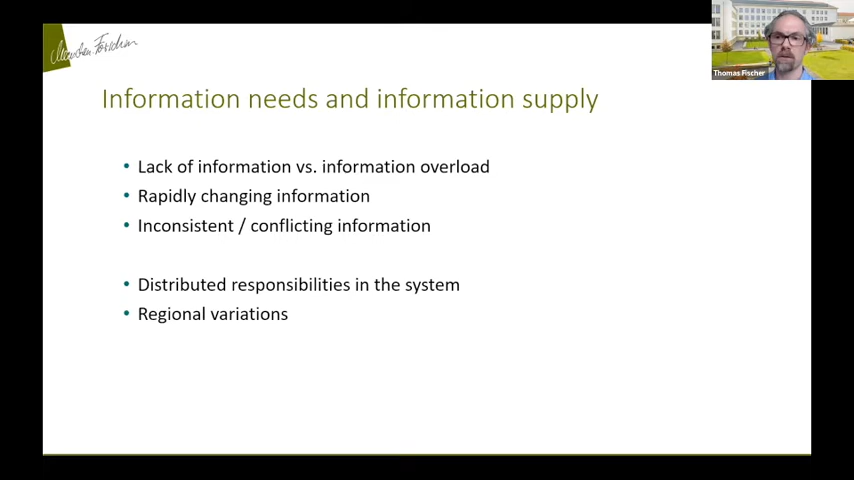 Thomas Fischer
Information needs and information supply
• Lack of information vs. information overload
• Rapidly changing information
• Inconsistent / conflicting information
• Distributed responsibilities in the system
• Regional variations